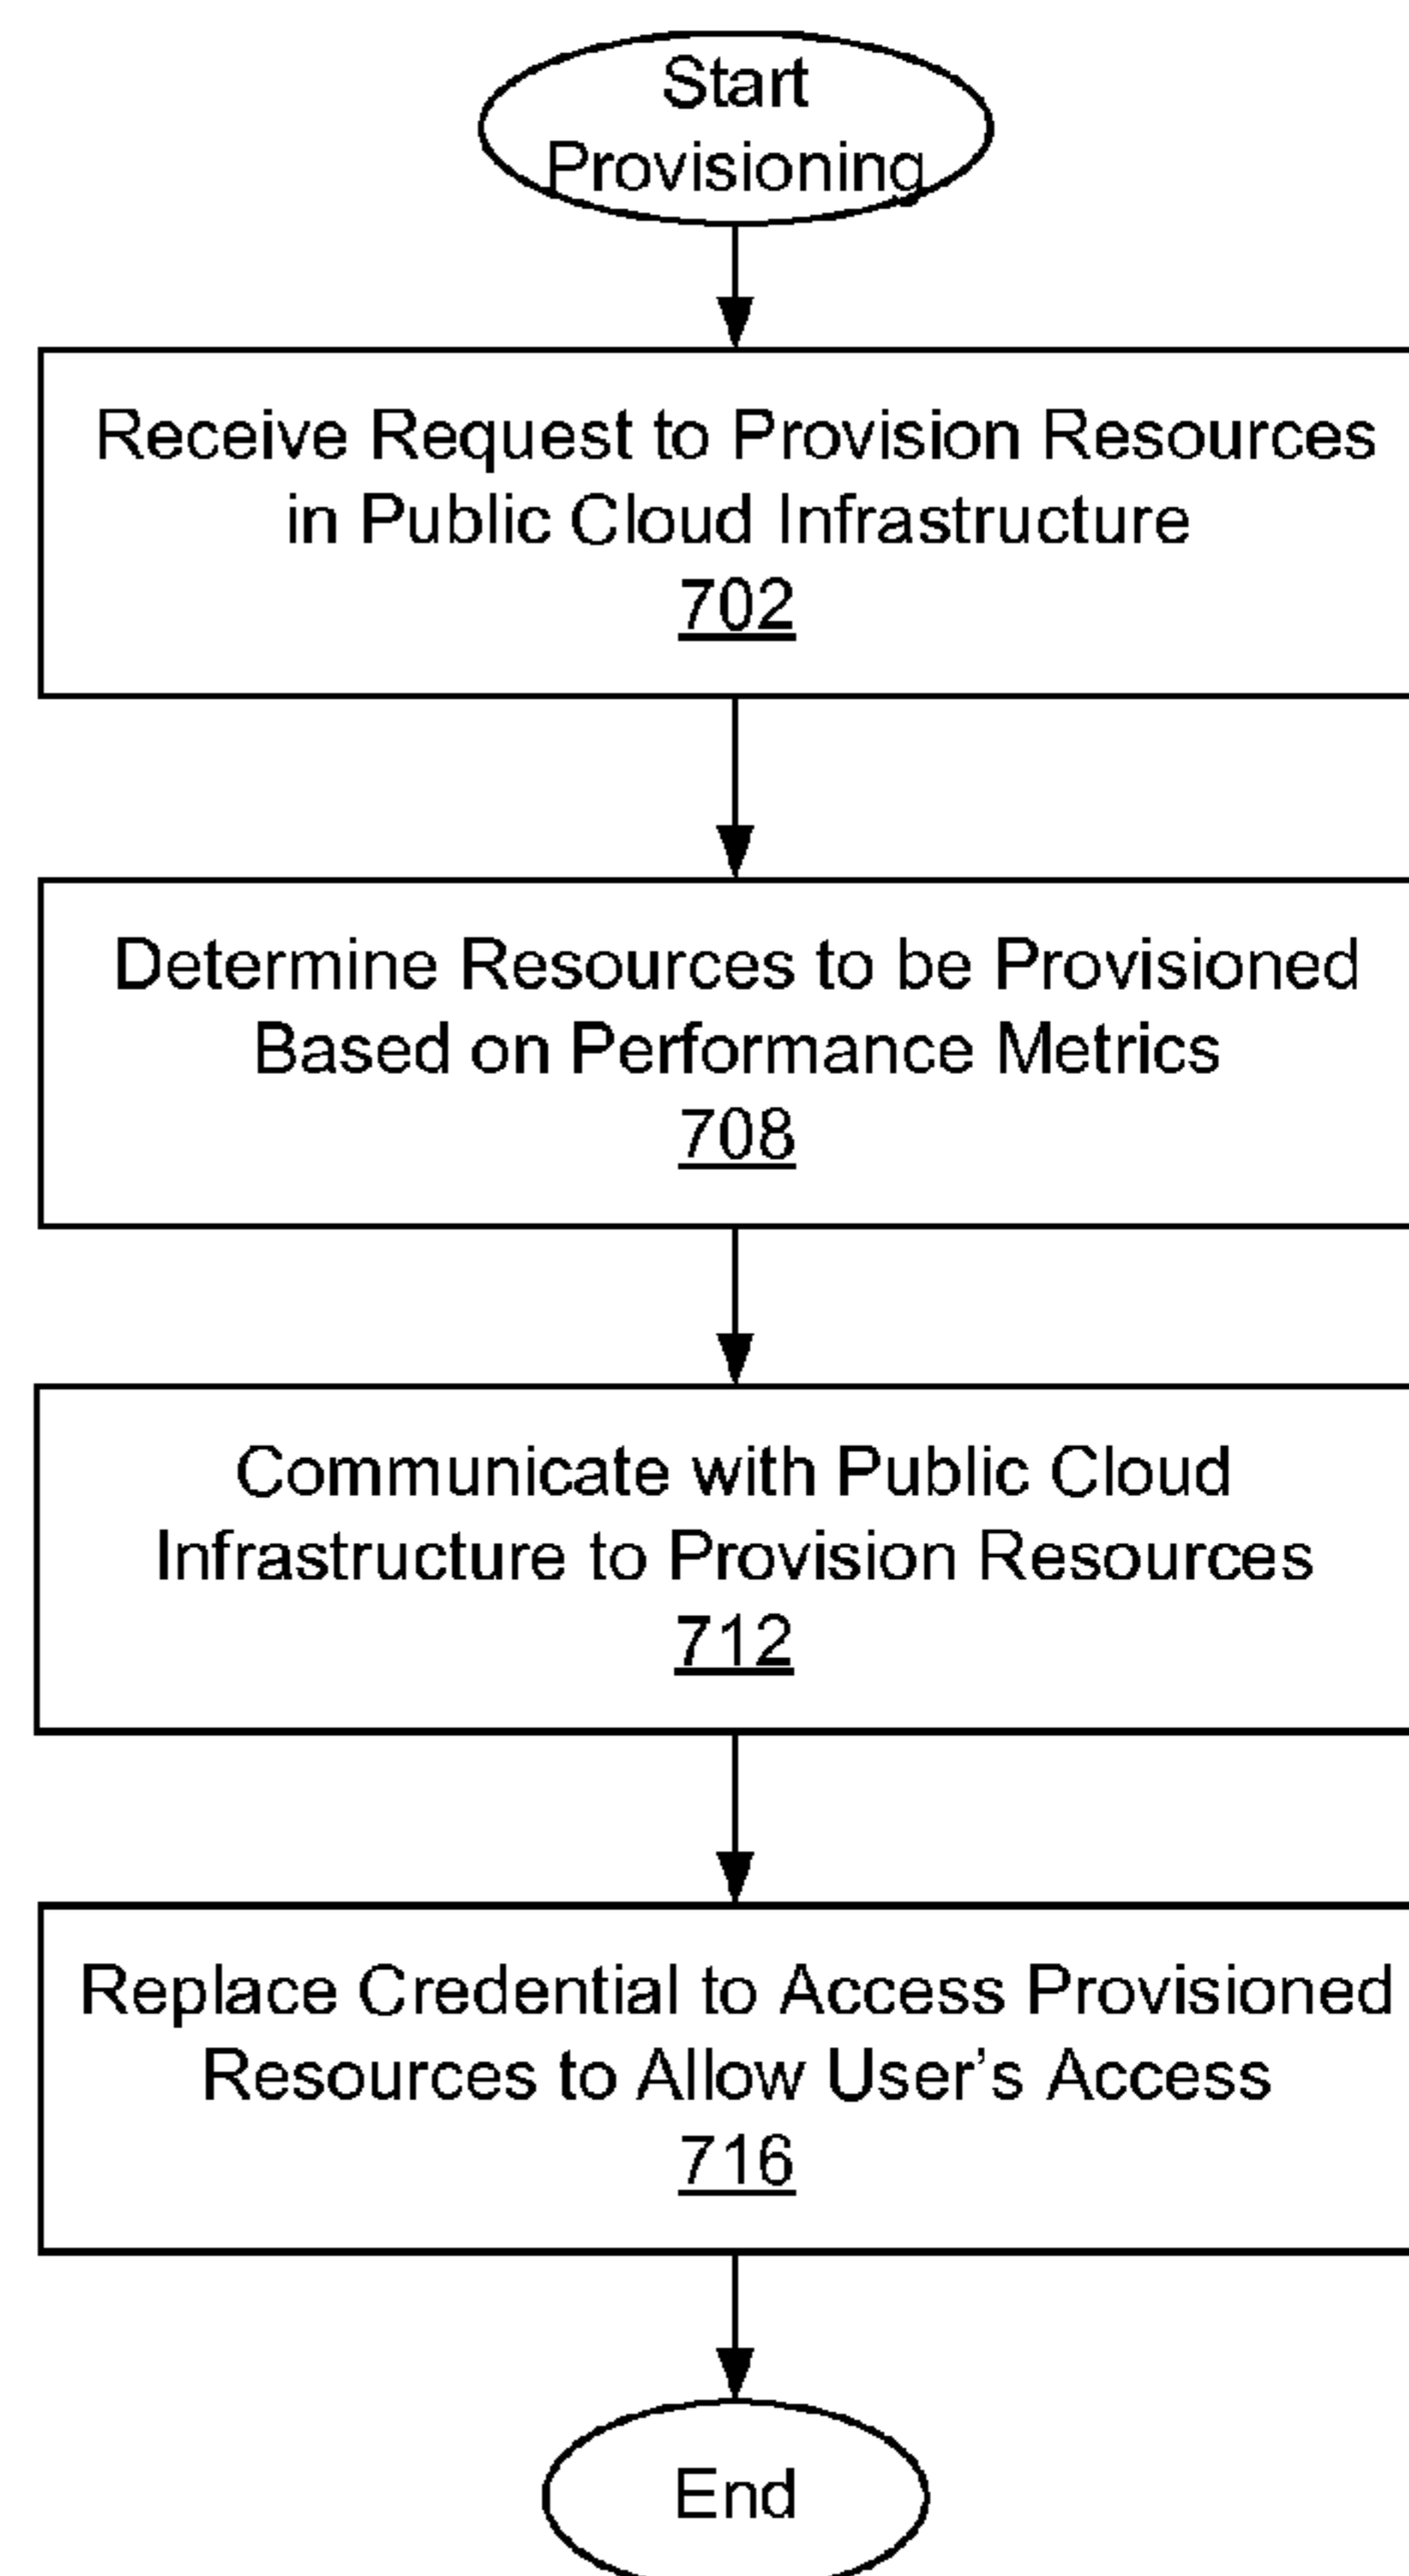 Start
Provisioning
Receive Request to Provision Resources
in Public Cloud Infrastructure
702
Determine Resources to be Provisioned
Based on Performance Metrics
708
Communicate with Public Cloud
Infrastructure to Provision Resources
712
Replace Credential to Access Provisioned
Resources to Allow User's Access
716
End